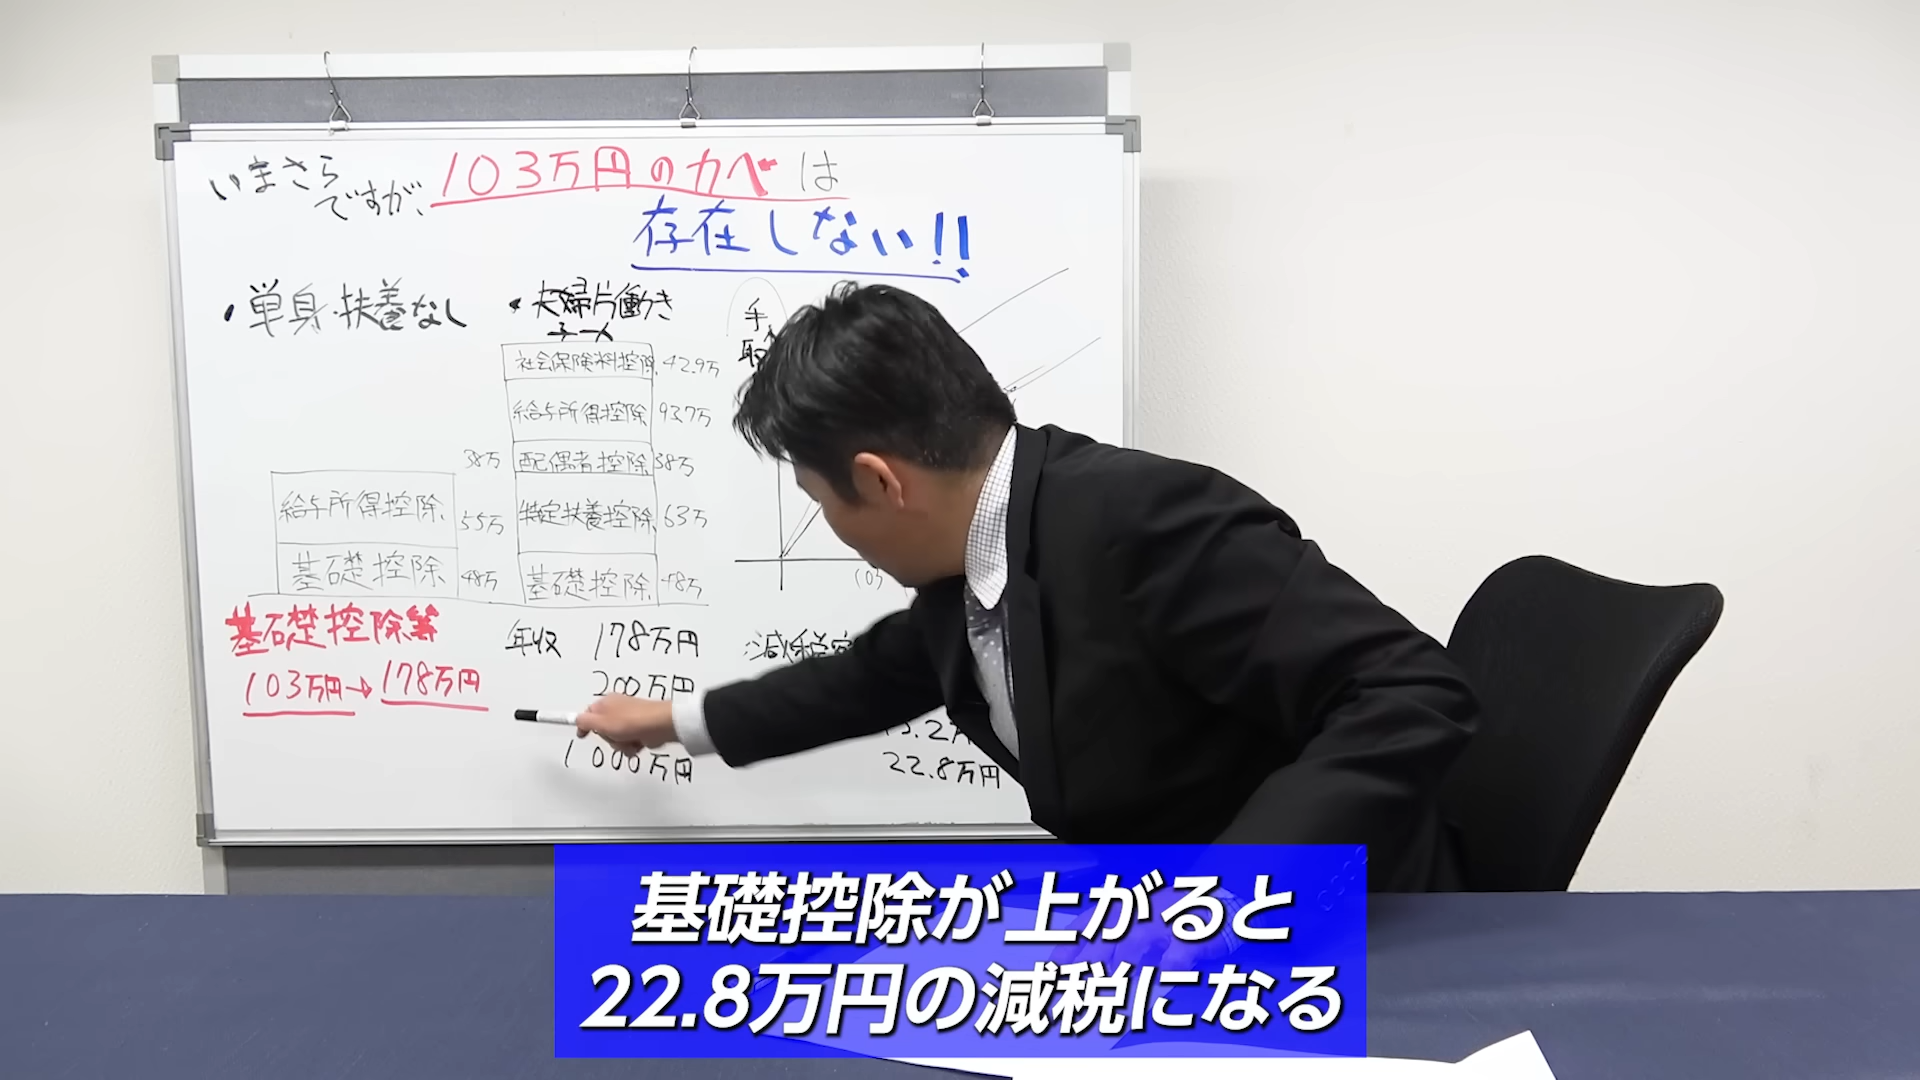 いまさら
ですが、
103万円のカベは
存在しない!!
・単身・扶養なし
給与所得控除 55万
基礎控除 48万
基礎控除等
103万円→178万円
・夫婦片働き
社会保険料控除 42.9万
給与所得控除 93.7万
38万 配偶者控除 38万
特定扶養控除 63万
基礎控除 48万
手
取
103
年収 178万円
200万円
1000万円
減税
22.8万円
基礎控除が上がると
22.8万円の減税になる